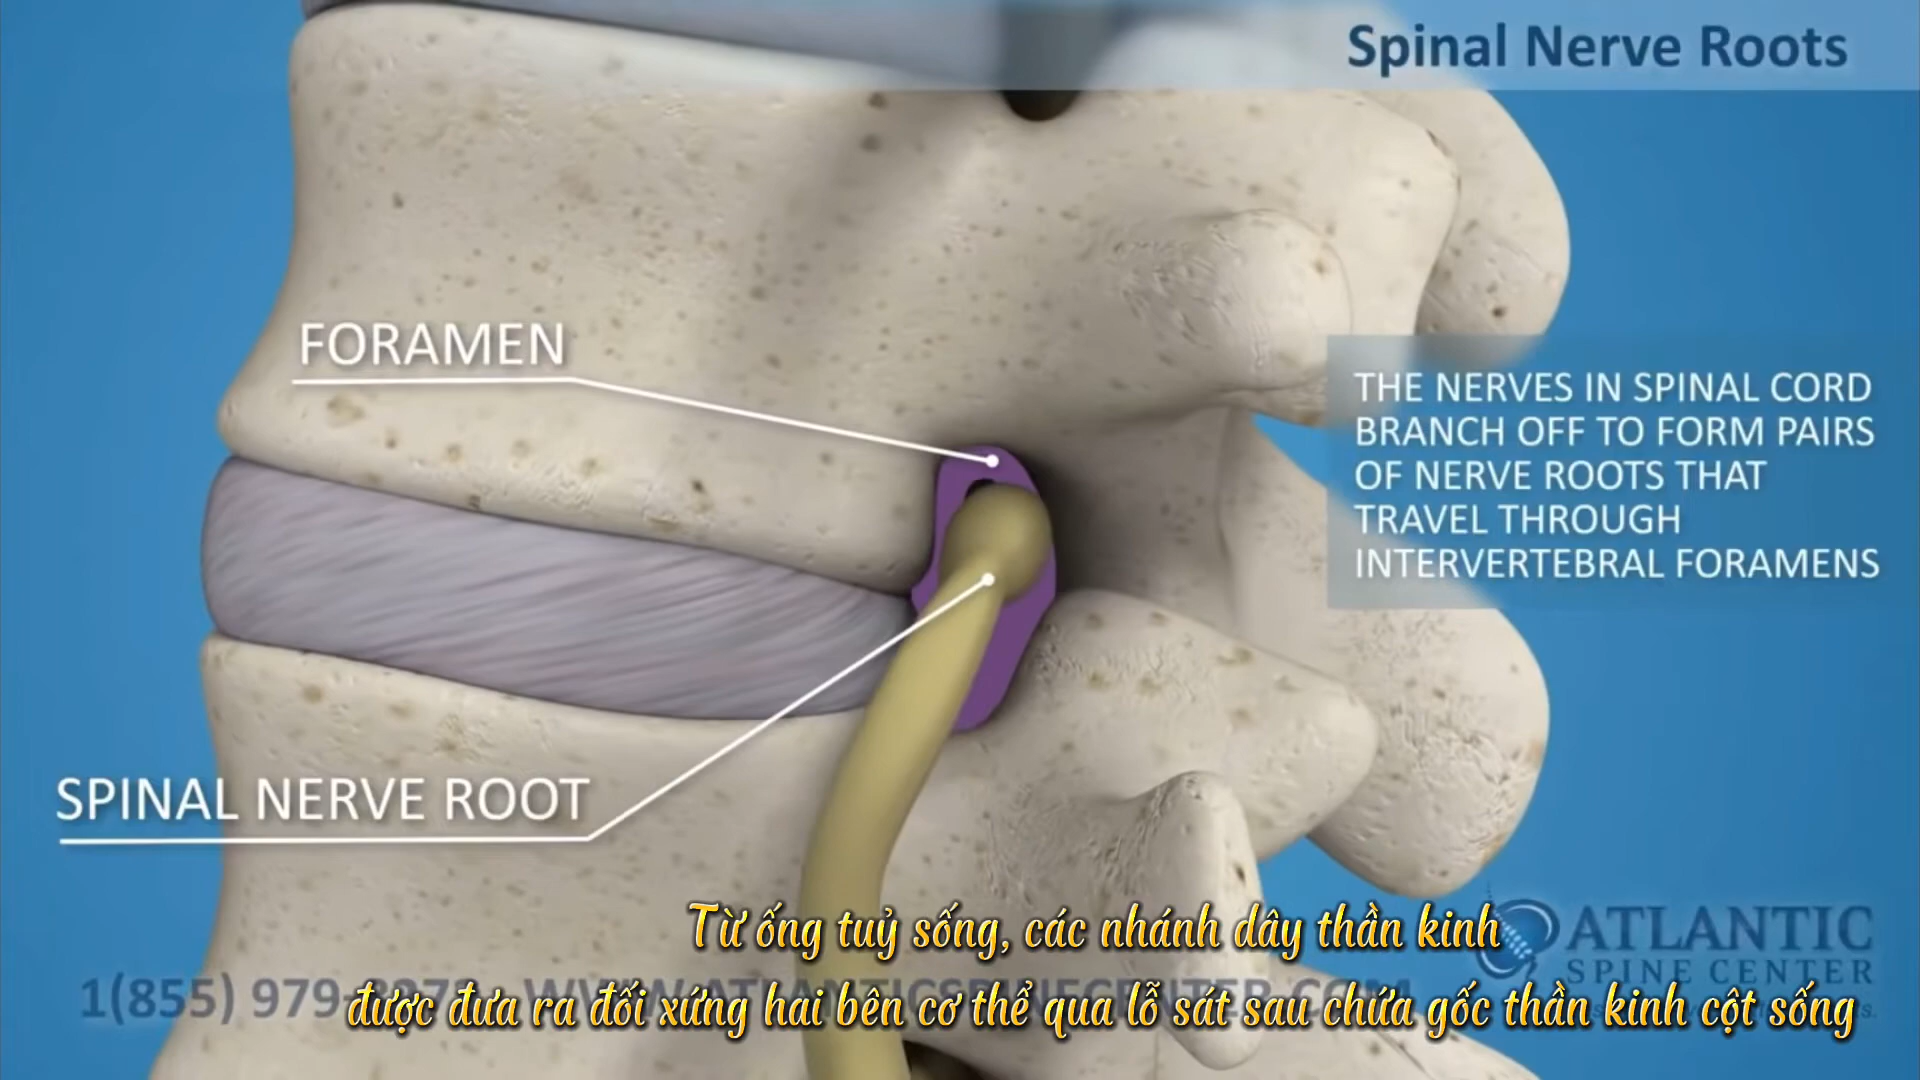 Spinal Nerve Roots
FORAMEN
THE NERVES IN SPINAL CORD
BRANCH OFF TO FORM PAIRS
OF NERVE ROOTS THAT
TRAVEL THROUGH
INTERVERTEBRAL FORAMENS
SPINAL NERVE ROOT
Từ ống tuỷ sống, các nhánh dây thần kinh
được đưa ra đối xứng hai bên cơ thể qua lỗ sát sau chứa gốc thần kinh cột sống
ATLANTIC
SPINE CENTER
1(855) 979